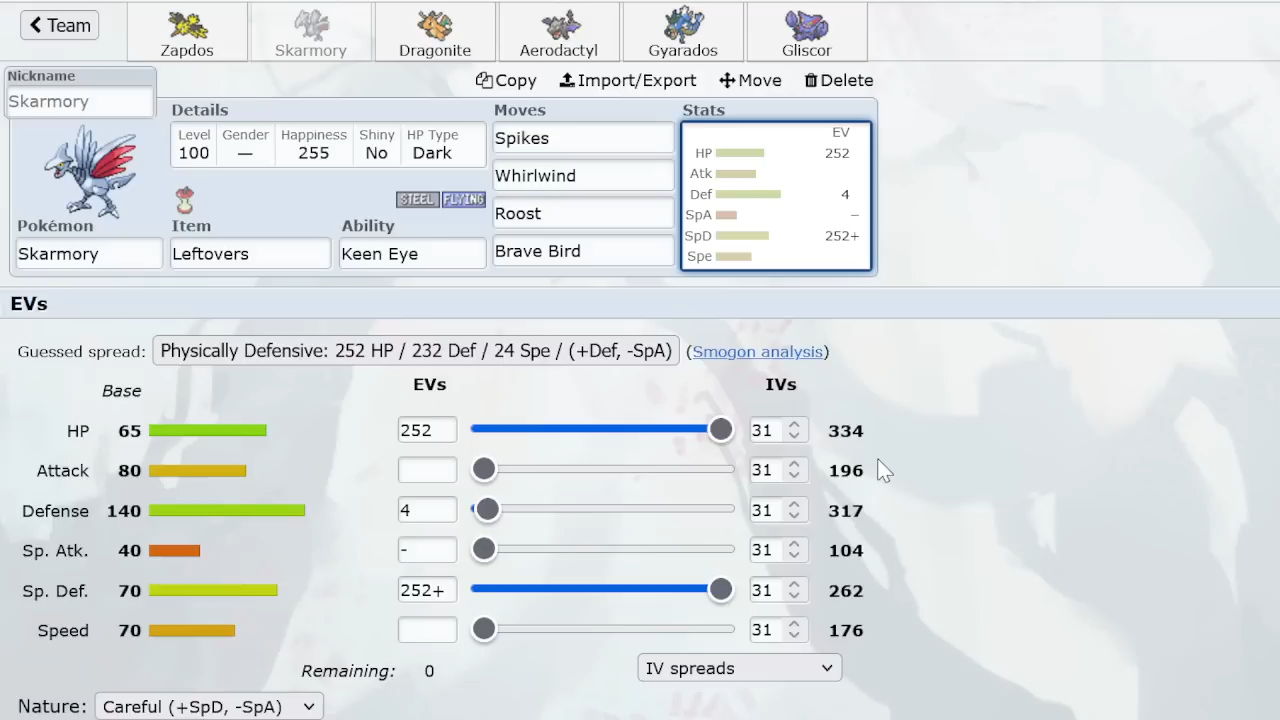 Team
Zapdos Skarmory Dragonite Aerodactyl Gyarados Gliscor
Nickname
Skarmory
Copy Import/Export Move Delete
Details Moves Stats
Level Gender Happiness Shiny HP Type
100 — 255 No Dark
STEEL FLYING
Pokémon Item Ability
Skarmory Leftovers Keen Eye
Spikes
Whirlwind
Roost
Brave Bird
EV
HP 252
Atk
Def 4
SpA –
SpD 252+
Spe
EVs
Guessed spread: Physically Defensive: 252 HP / 232 Def / 24 Spe / (+Def, -SpA) (Smogon analysis)
Base EVs IVs
HP 65 252 31 334
Attack 80 31 196
Defense 140 4 31 317
Sp. Atk. 40 - 31 104
Sp. Def. 70 252+ 31 262
Speed 70 31 176
Remaining: 0 IV spreads
Nature: Careful (+SpD, -SpA)